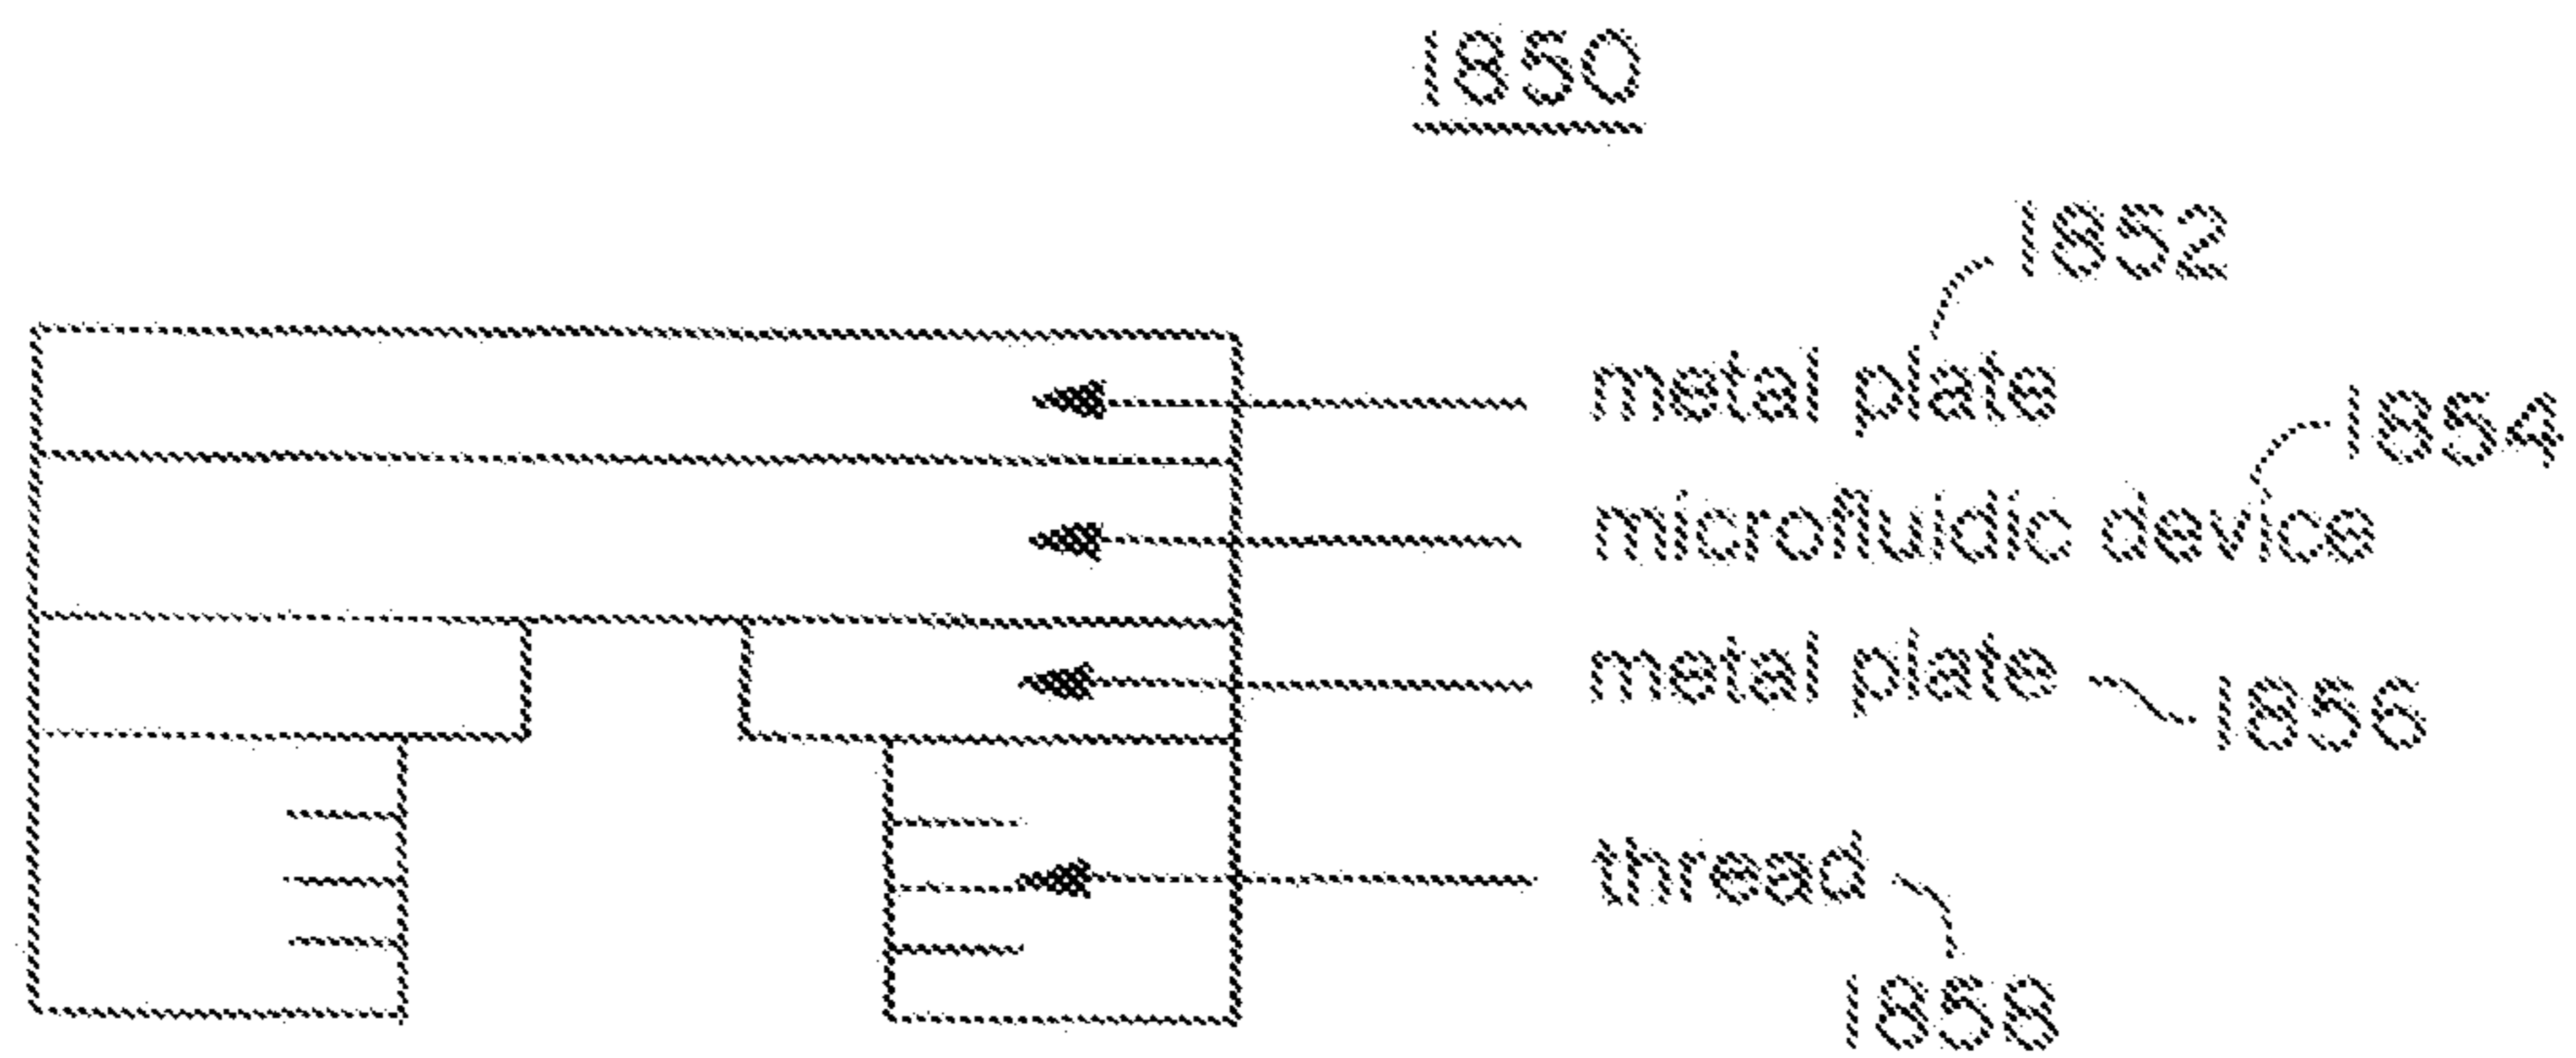 1850
1852
metal plate
1854
microfluidic device
metal plate
1856
thread
1858